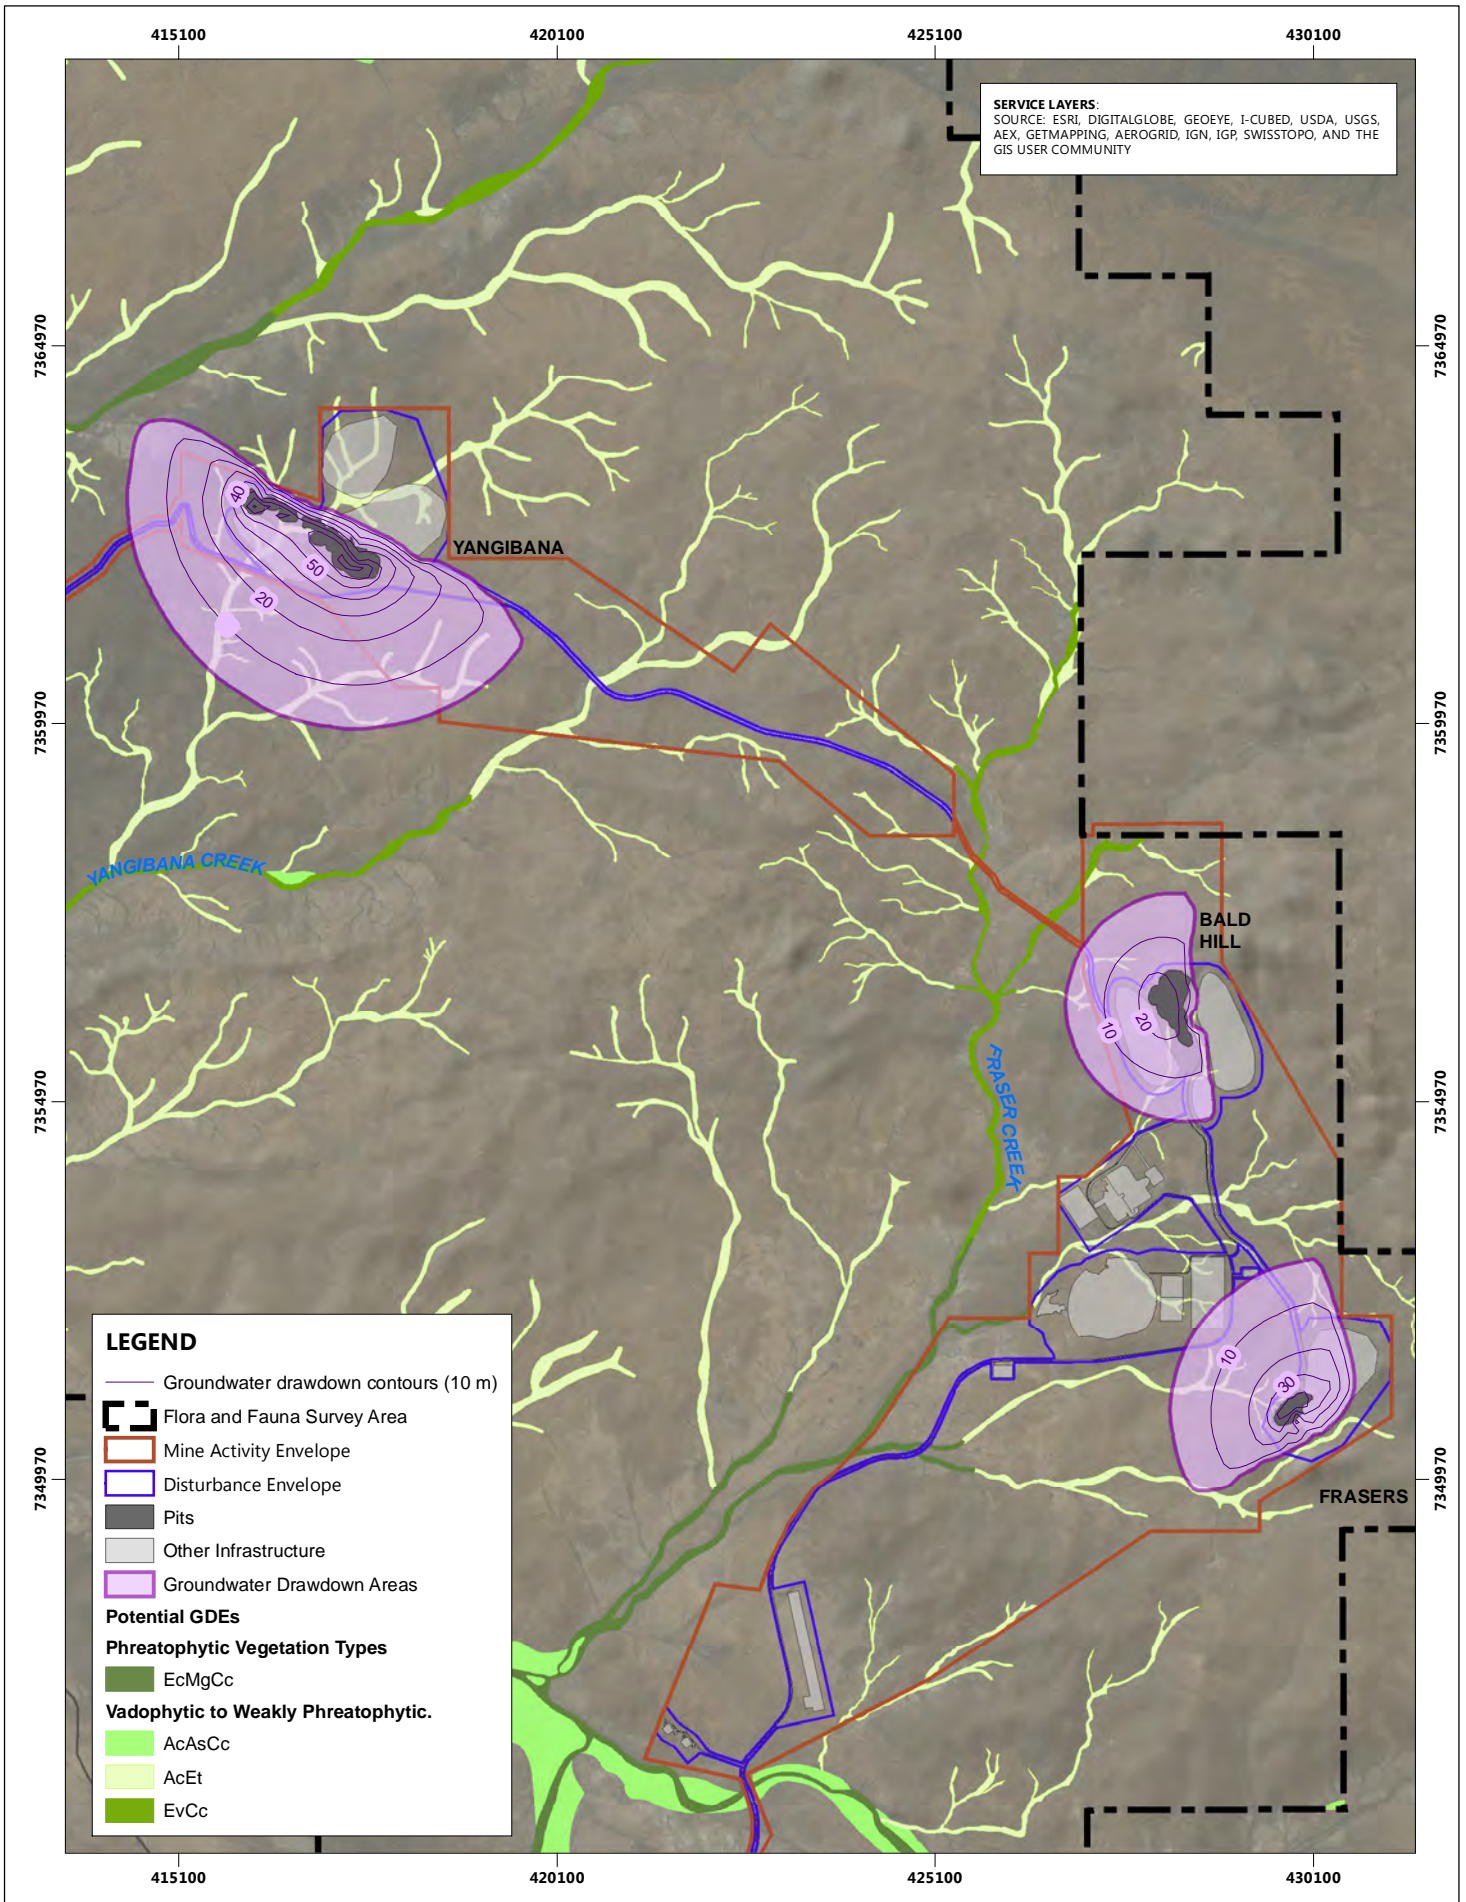 415100
420100
425100
430100
SERVICE LAYERS:
SOURCE: ESRI, DIGITALGLOBE, GEOEYE, I-CUBED, USDA, USGS,
AEX, GETMAPPING, AEROGRID, IGN, IGP, SWISSTOPO, AND THE
GIS USER COMMUNITY
7364970
7364970
40
YANGIBANA
50
20
7359970
7359970
YANGIBANA CREEK
BALD
HILL
10
20
FRASER CREEK
7354970
7354970
10
30
7349970
7349970
FRASERS
LEGEND
Groundwater drawdown contours (10 m)
Flora and Fauna Survey Area
Mine Activity Envelope
Disturbance Envelope
Pits
Other Infrastructure
Groundwater Drawdown Areas
Potential GDEs
Phreatophytic Vegetation Types
EcMgCc
Vadophytic to Weakly Phreatophytic.
AcAsCc
AcEt
EvCc
415100
420100
425100
430100